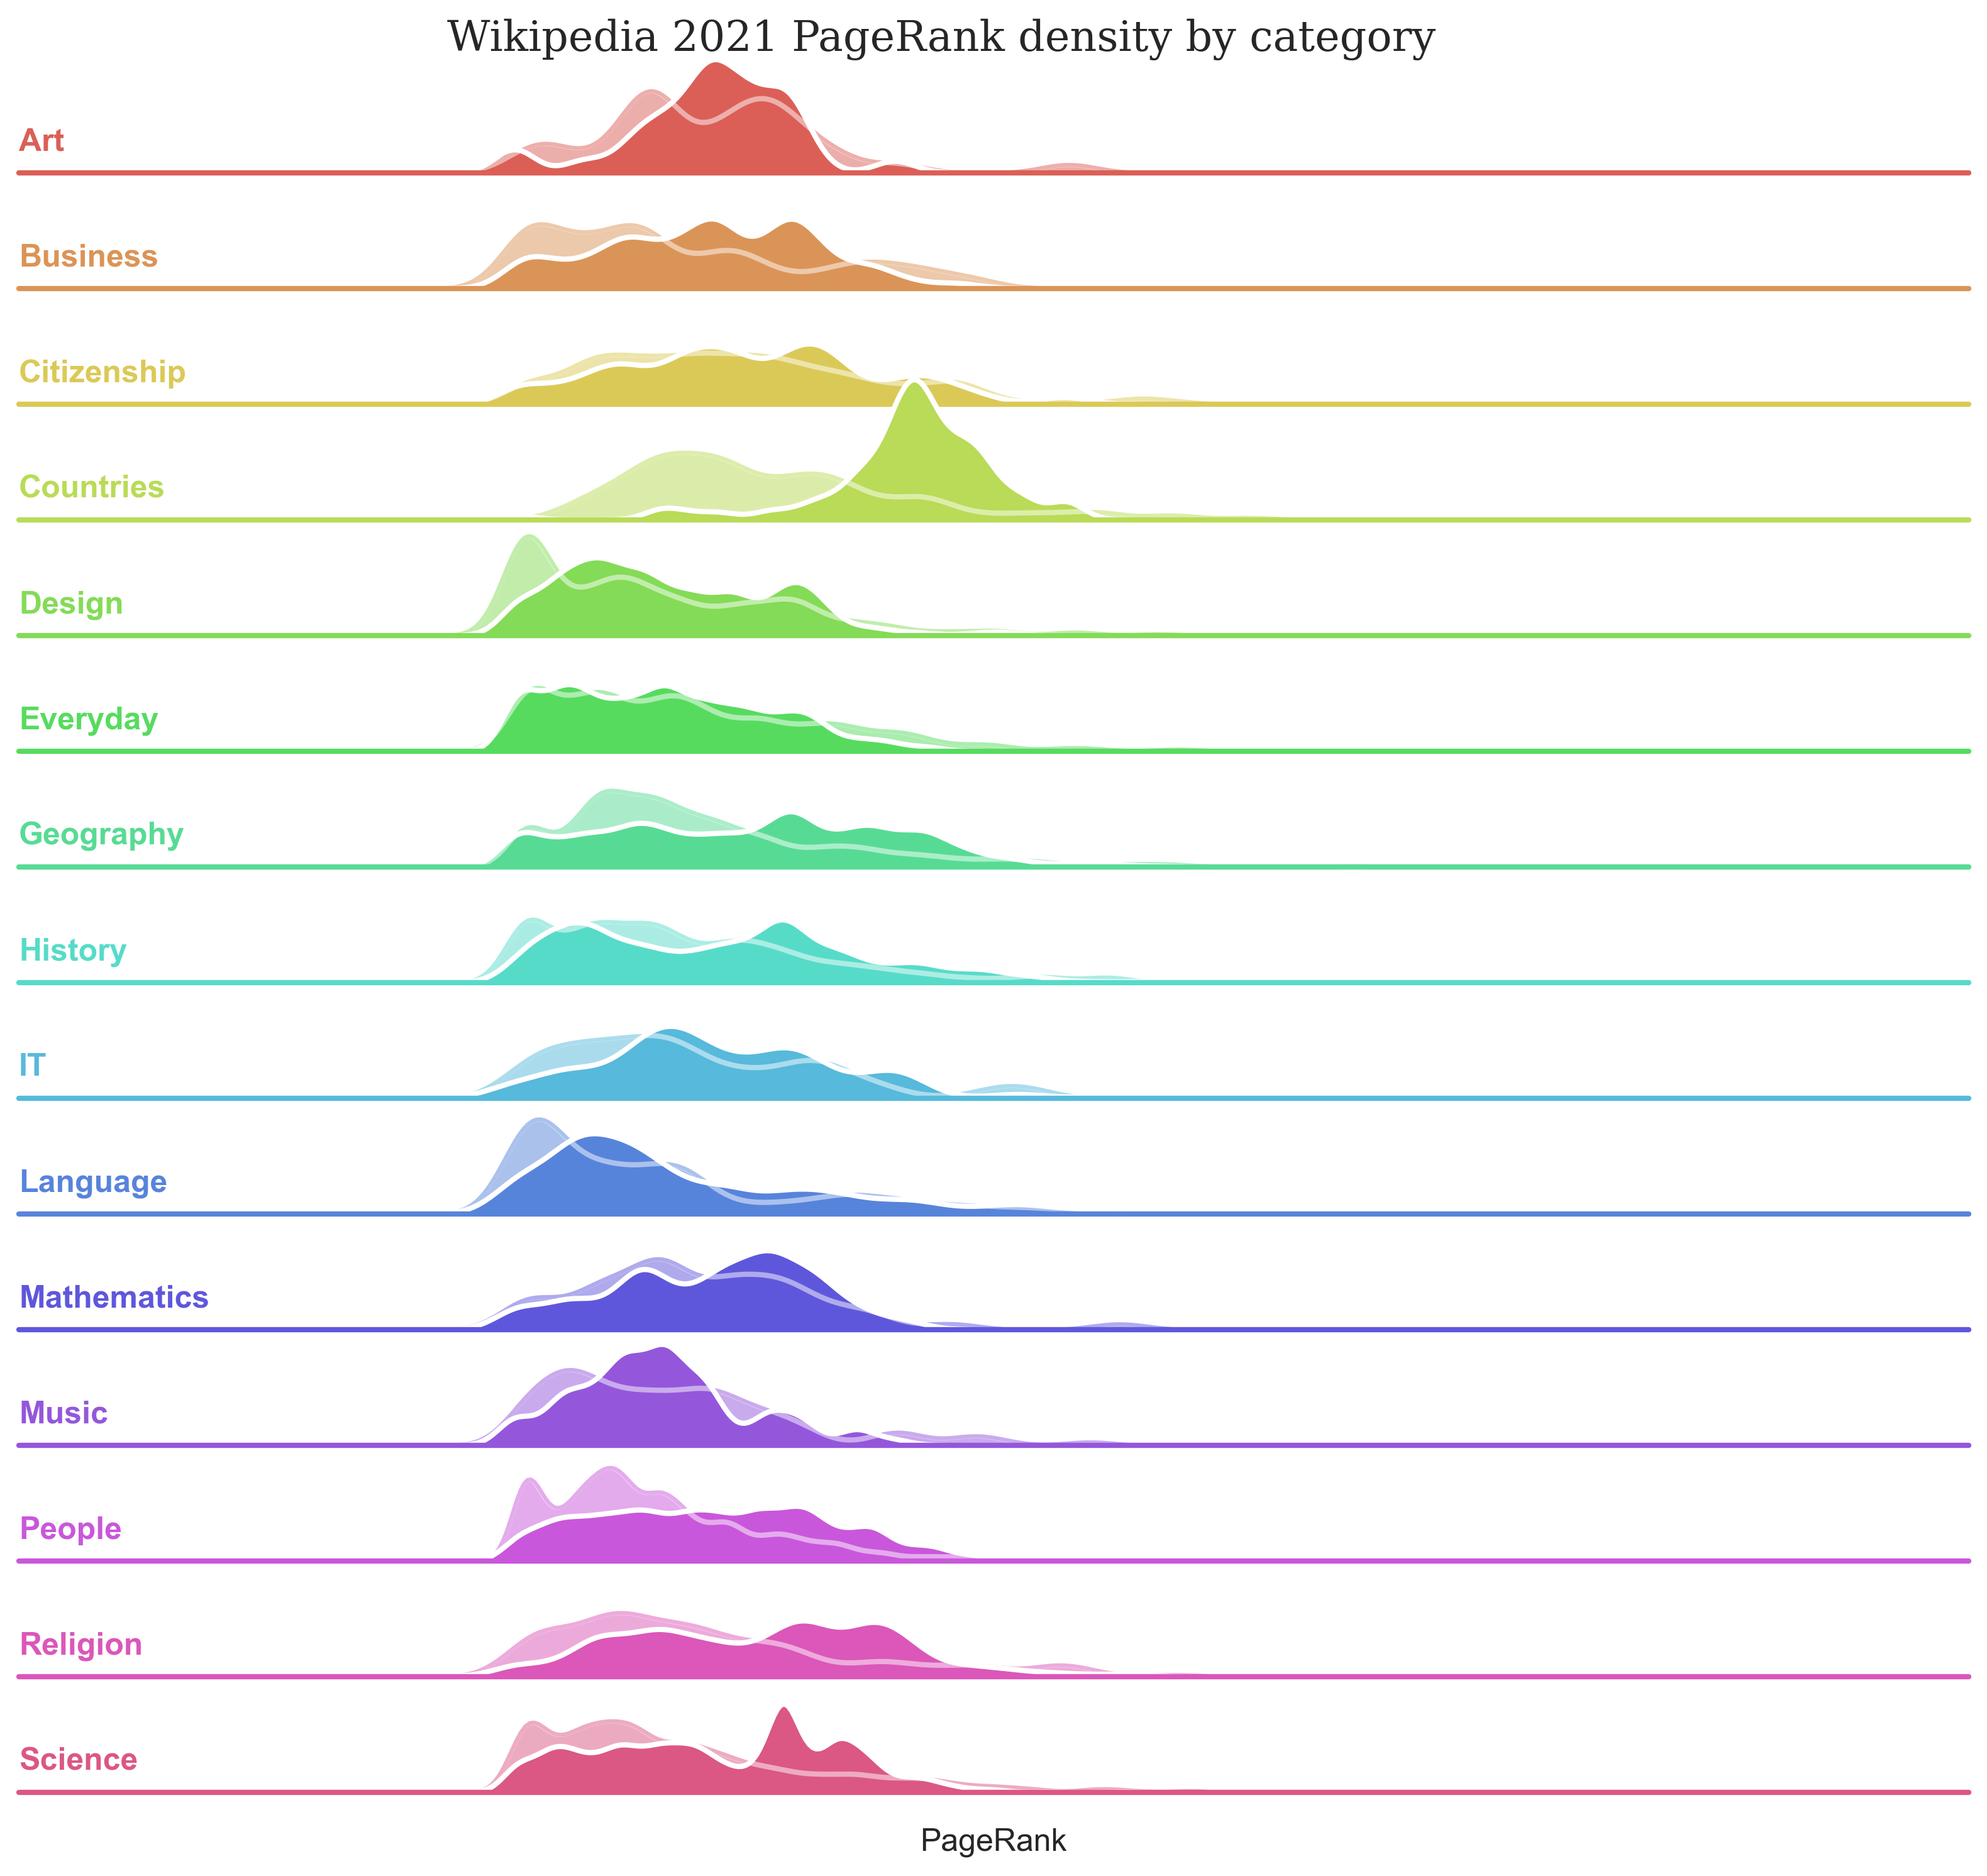 Wikipedia 2021 PageRank density by category
Art
Business
Citizenship
Countries
Design
Everyday
Geography
History
IT
Language
Mathematics
Music
People
Religion
Science
PageRank